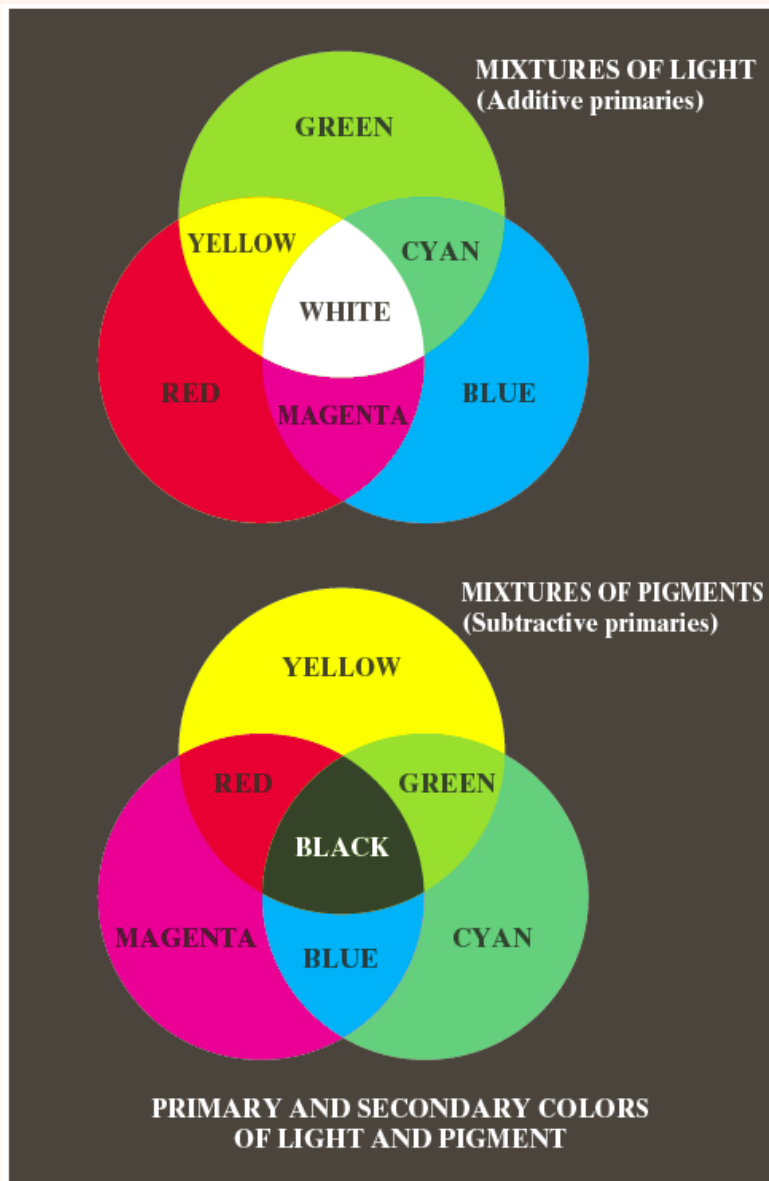 MIXTURES OF LIGHT
(Additive primaries)
GREEN
YELLOW
CYAN
WHITE
RED
BLUE
MAGENTA
MIXTURES OF PIGMENTS
(Subtractive primaries)
YELLOW
RED
GREEN
BLACK
MAGENTA
CYAN
BLUE
PRIMARY AND SECONDARY COLORS
OF LIGHT AND PIGMENT